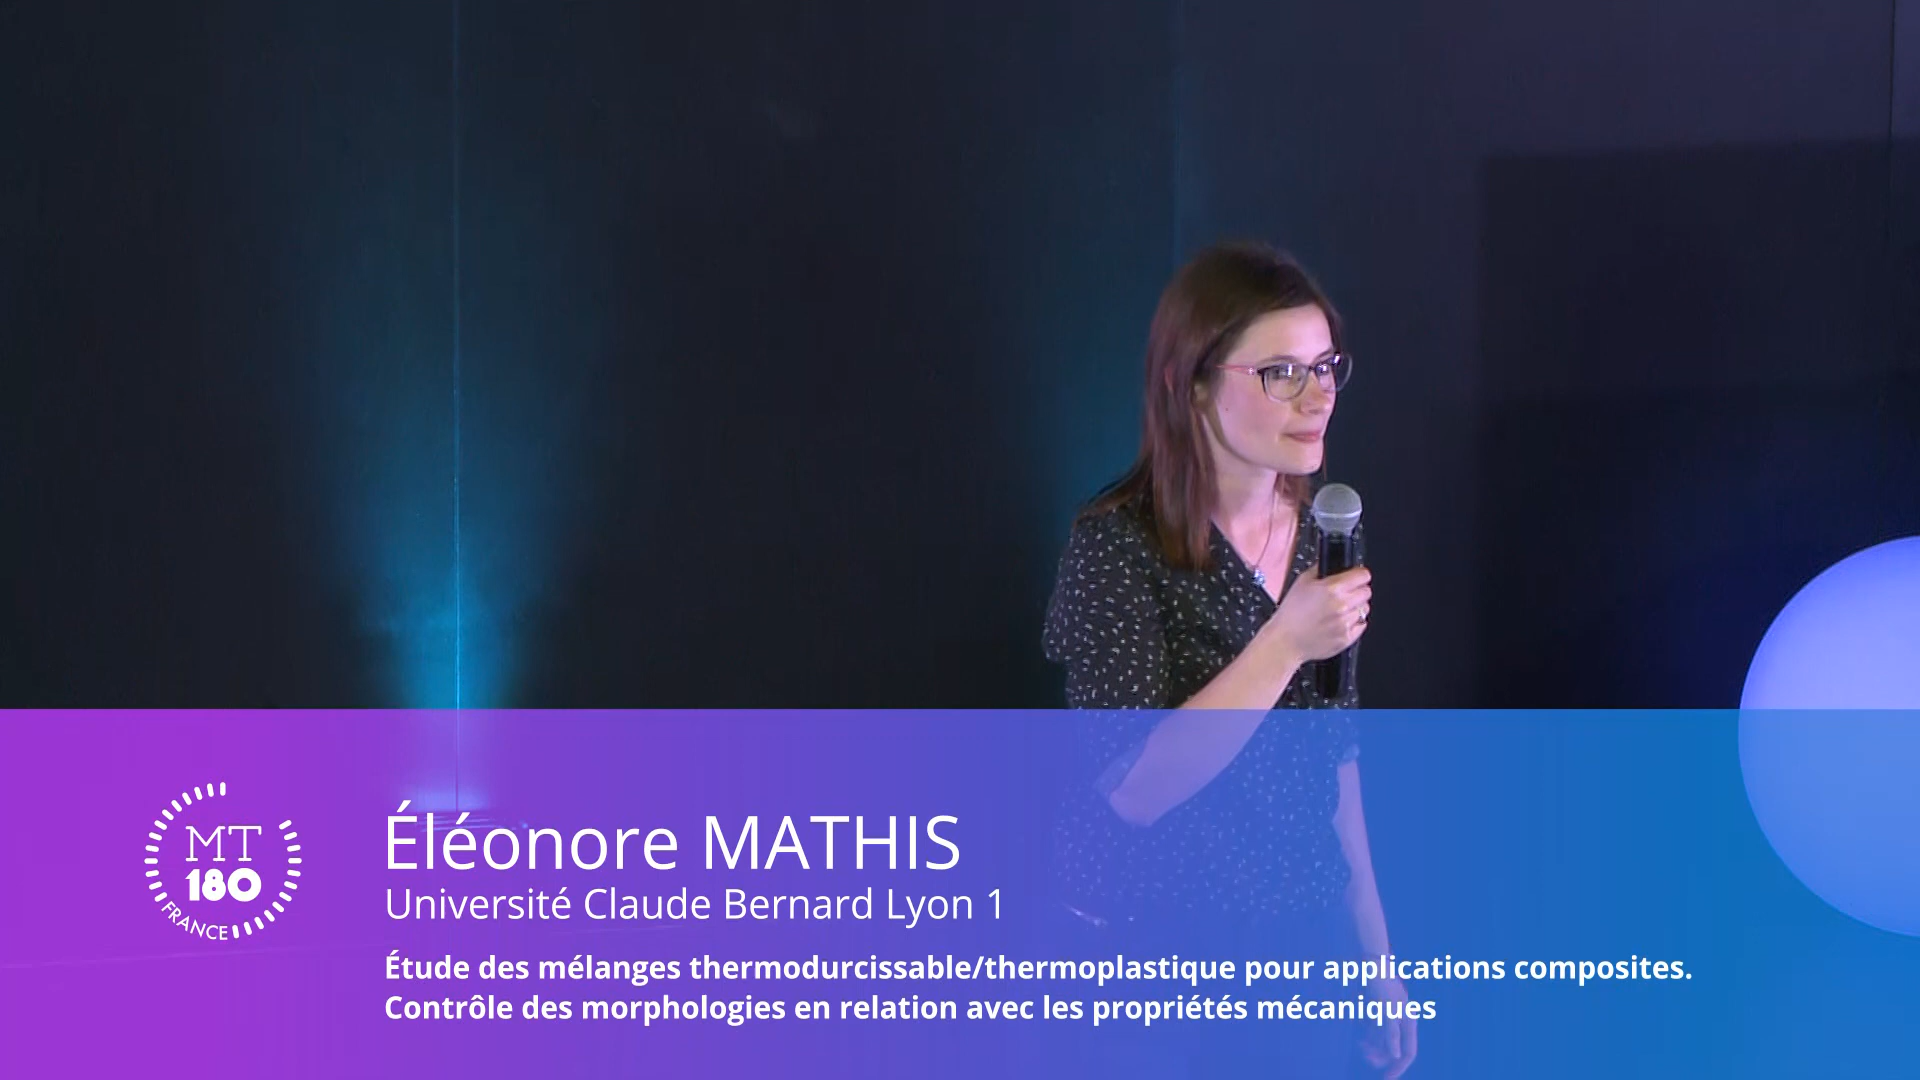 MT
180
FRANCE
Éléonore MATHIS
Université Claude Bernard Lyon 1
Étude des mélanges thermodurcissable/thermoplastique pour applications composites.
Contrôle des morphologies en relation avec les propriétés mécaniques